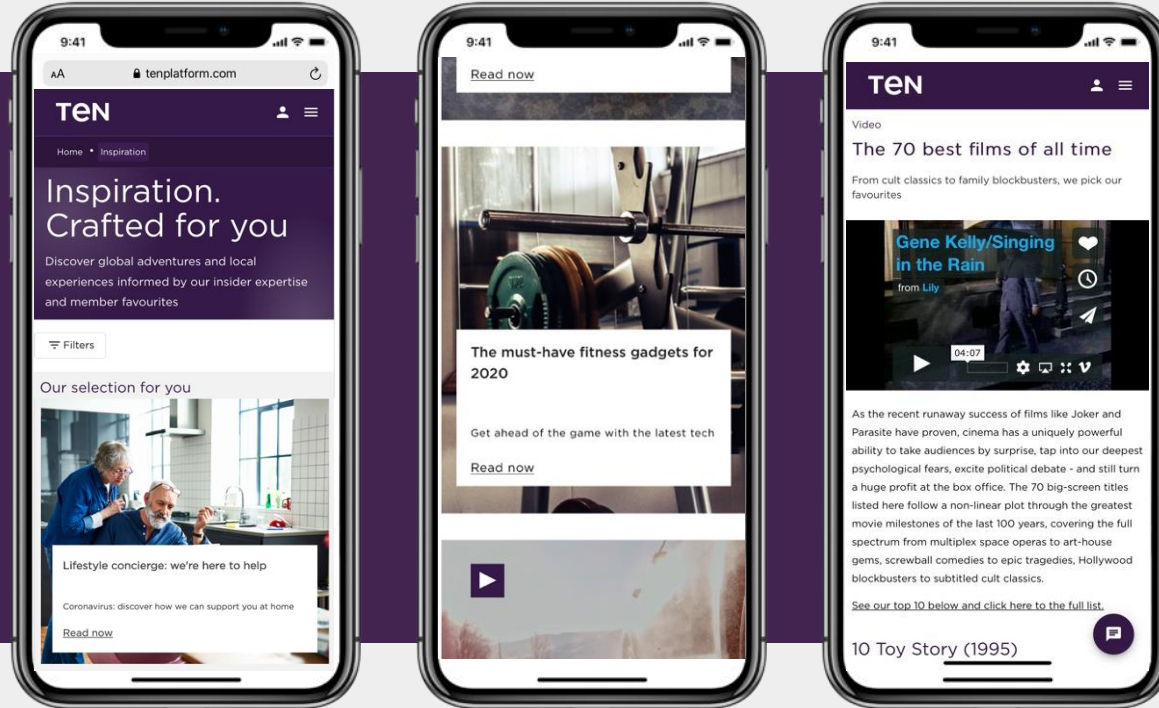 9:41
AA
tenplatform.com
TEN
Home • Inspiration
Inspiration.
Crafted for you
Discover global adventures and local
experiences informed by our insider expertise
and member favourites
Filters
Our selection for you
Lifestyle concierge: we're here to help
Coronavirus: discover how we can support you at home
Read now
9:41
Read now
The must-have fitness gadgets for
2020
Get ahead of the game with the latest tech
Read now
9:41
TEN
Video
The 70 best films of all time
From cult classics to family blockbusters, we pick our
favourites
Gene Kelly/Singing
in the Rain
from Lily
04:07
As the recent runaway success of films like Joker and
Parasite have proven, cinema has a uniquely powerful
ability to take audiences by surprise, tap into our deepest
psychological fears, excite political debate - and still turn
a huge profit at the box office. The 70 big-screen titles
listed here follow a non-linear plot through the greatest
movie milestones of the last 100 years, covering the full
spectrum from multiplex space operas to art-house
gems, screwball comedies to epic tragedies, Hollywood
blockbusters to subtitled cult classics.
See our top 10 below and click here to the full list.
10 Toy Story (1995)